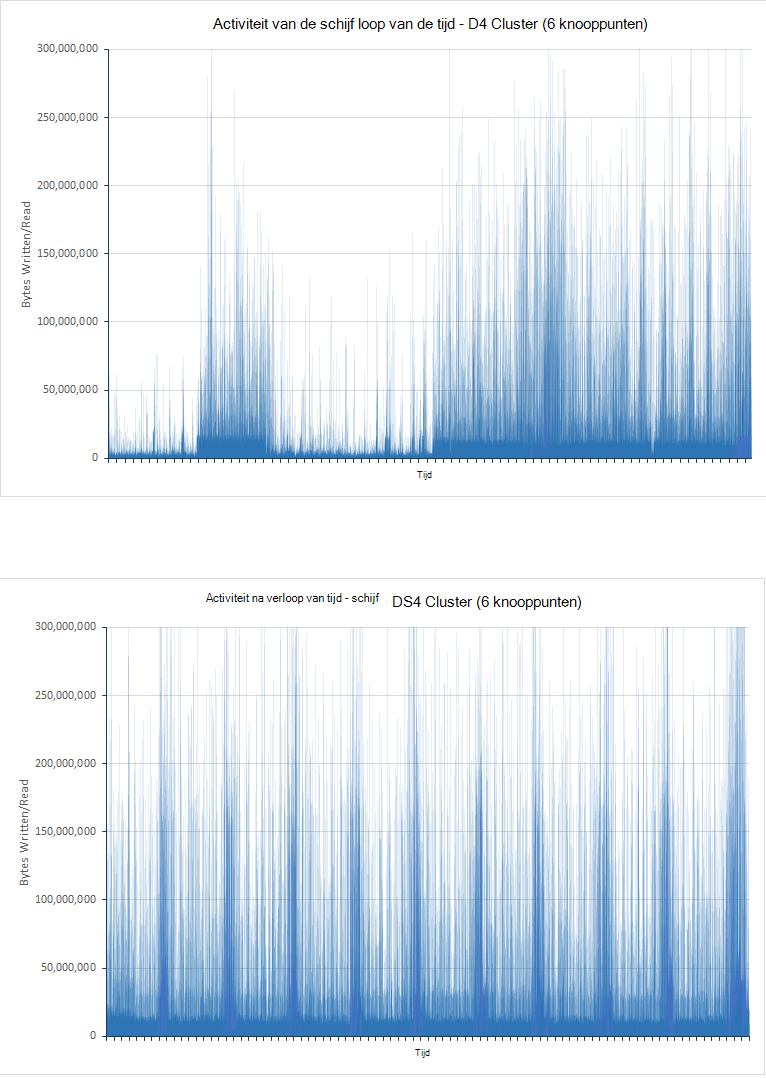 Activiteit van de schijf loop van de tijd - D4 Cluster (6 knooppunten)
300,000,000
250,000,000
200,000,000
150,000,000
100,000,000
50,000,000
0
Bytes Written/Read
Tijd
Activiteit na verloop van tijd - schijf DS4 Cluster (6 knooppunten)
300,000,000
250,000,000
200,000,000
150,000,000
100,000,000
50,000,000
0
Bytes Written/Read
Tijd